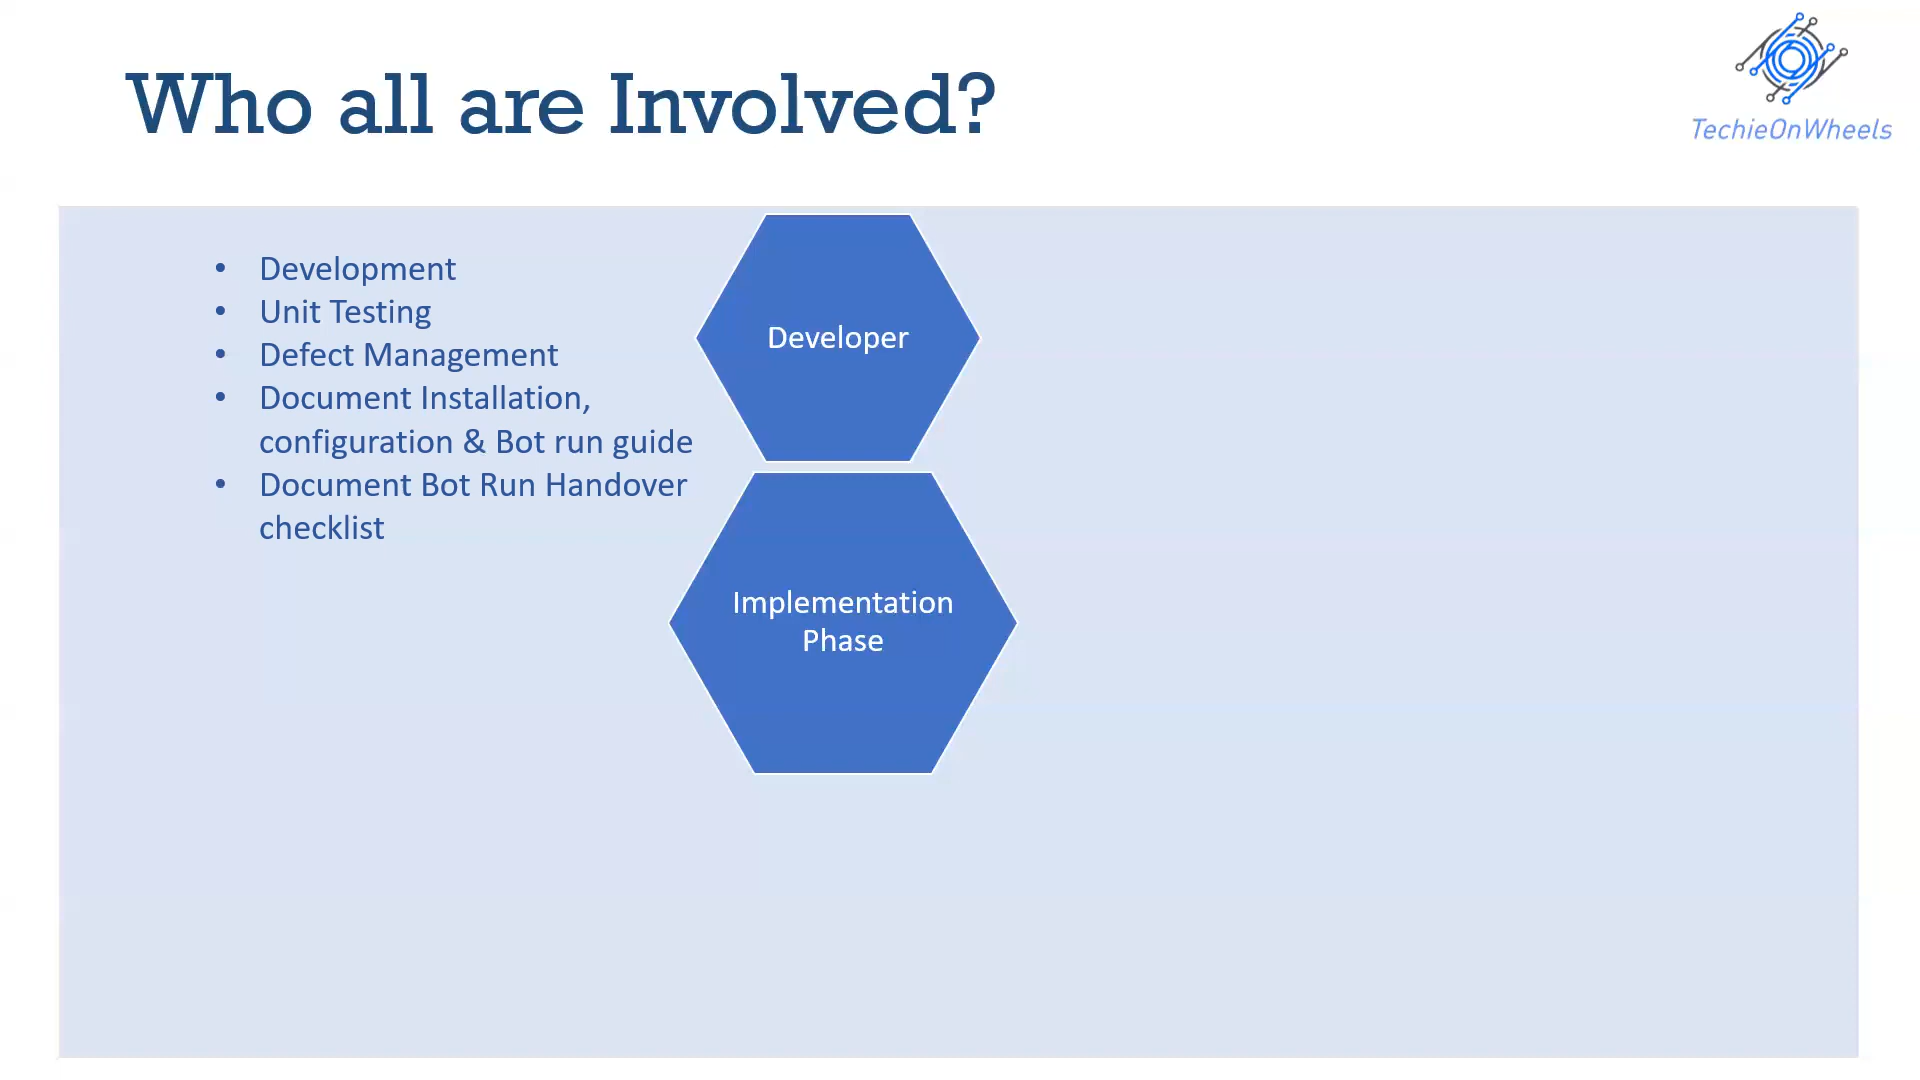 Who all are Involved?
TechieOnWheels
• Development
• Unit Testing
• Defect Management
• Document Installation,
configuration & Bot run guide
• Document Bot Run Handover
checklist
Developer
Implementation
Phase